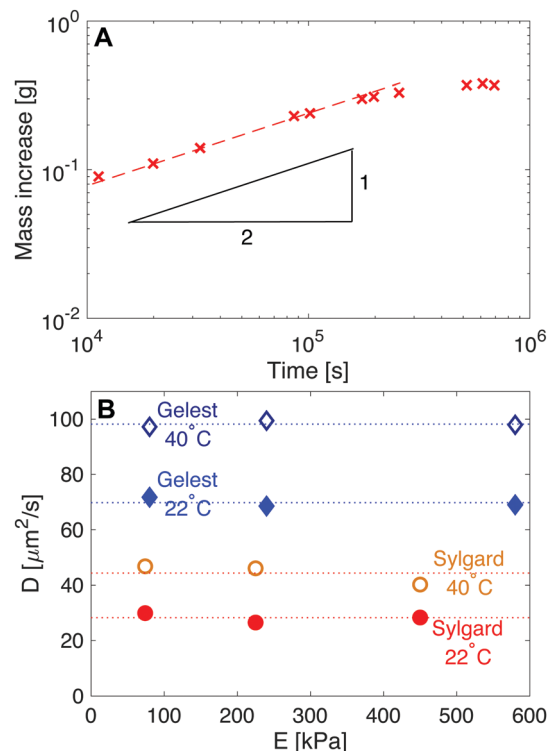 A
10^0
10^-1
10^-2
Mass increase [g]
1
2
10^4
10^5
10^6
Time [s]
B
100
80
60
40
20
0
D [μm^2/s]
Gelest
40°C
Gelest
22°C
Sylgard
40°C
Sylgard
22°C
0
100
200
300
400
500
600
E [kPa]